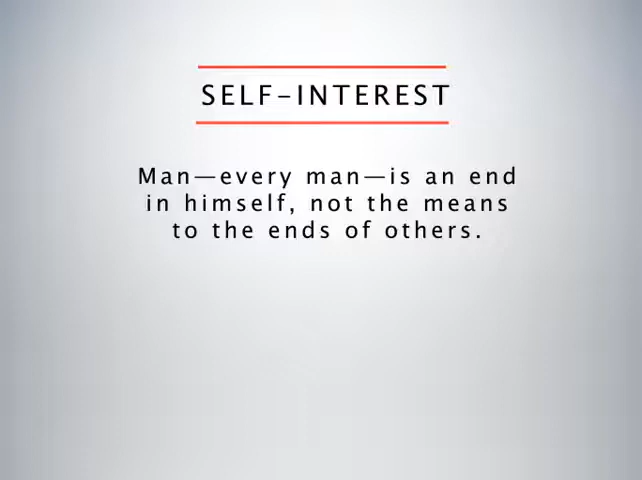 SELF-INTEREST
Man—every man—is an end
in himself, not the means
to the ends of others.